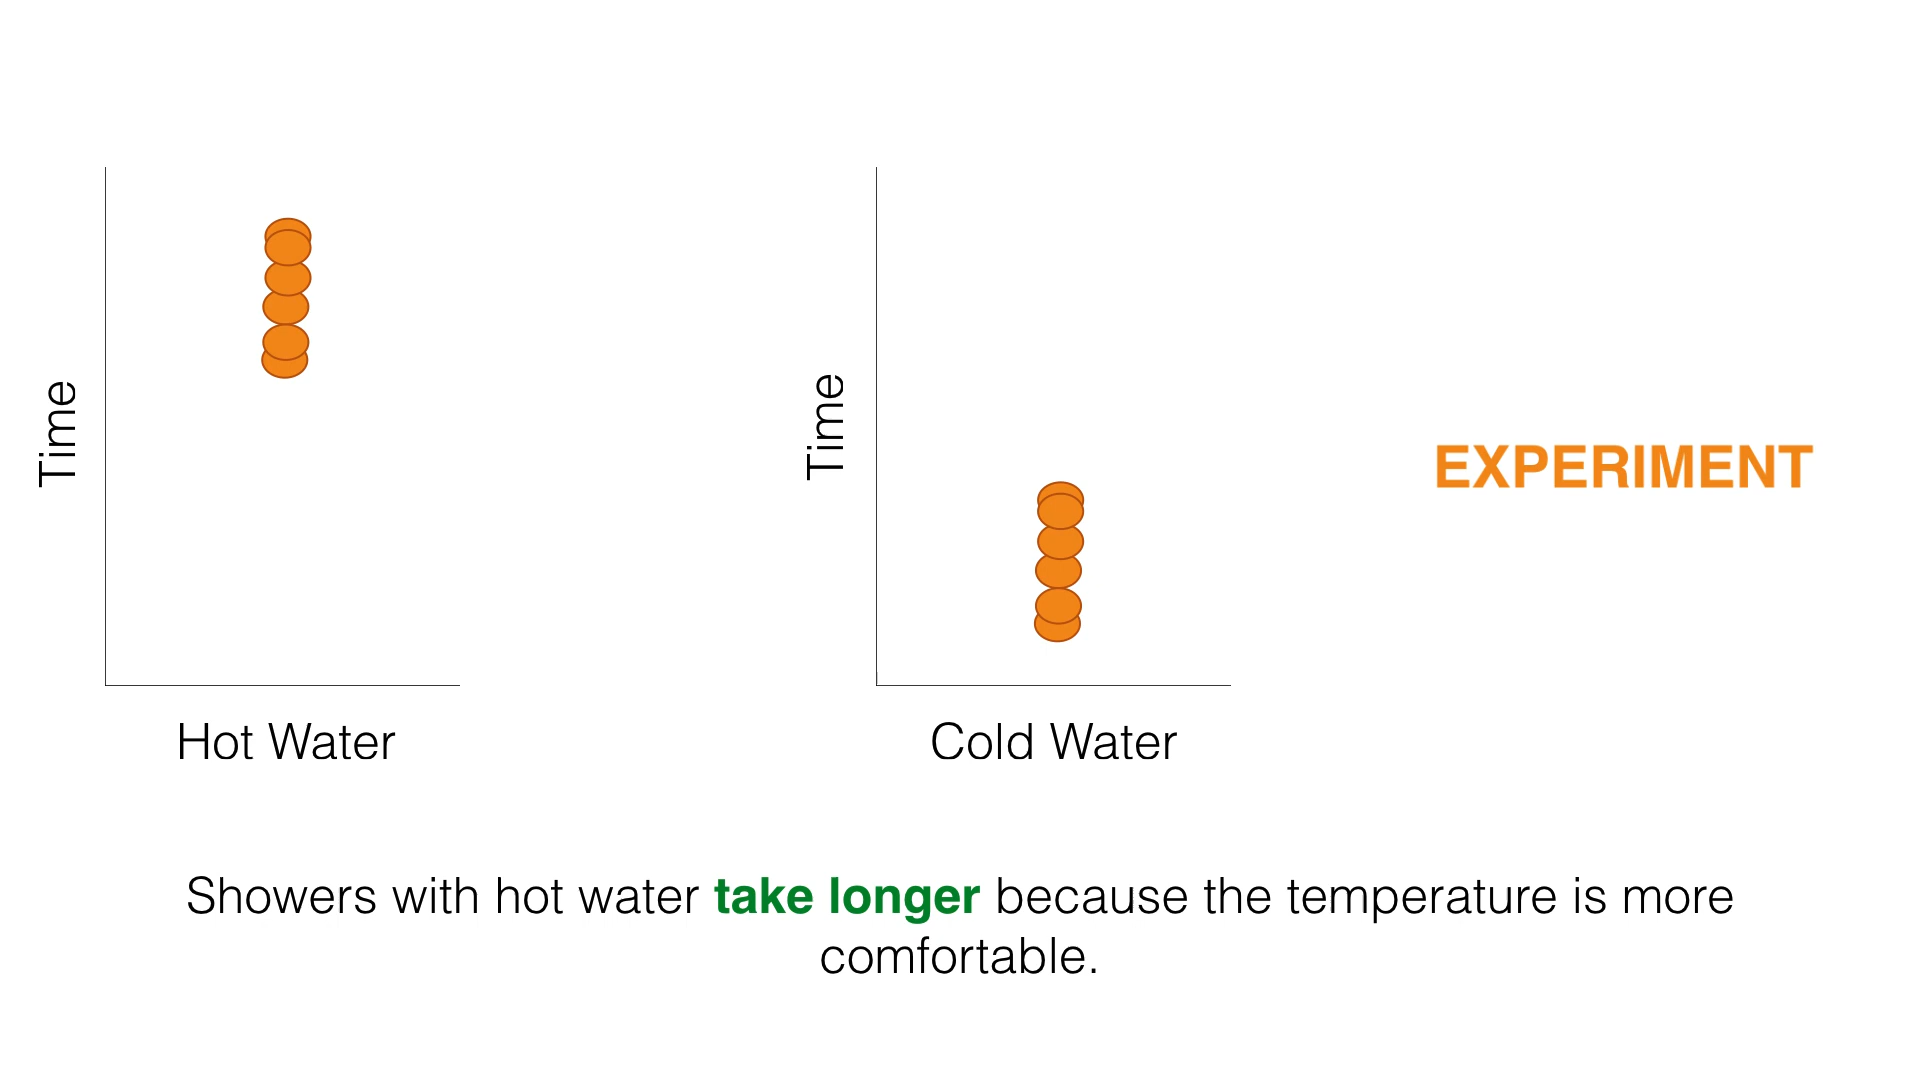 Time
Time
EXPERIMENT
Hot Water
Cold Water
Showers with hot water take longer because the temperature is more
comfortable.